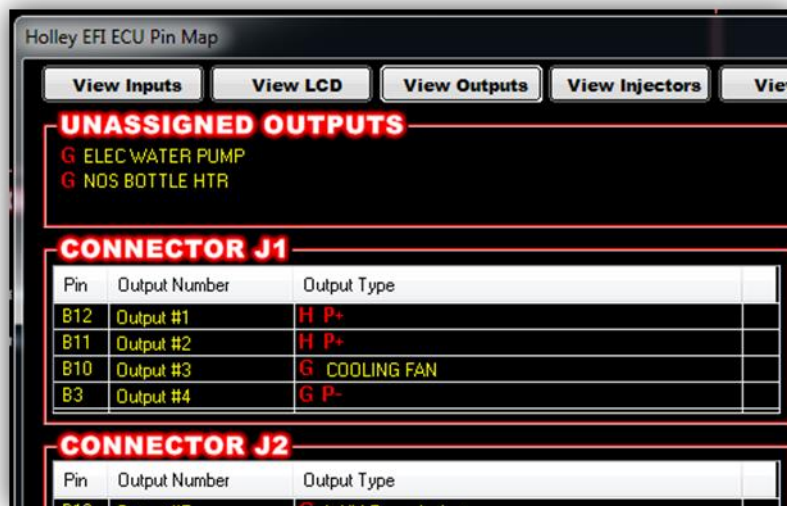 Holley EFI ECU Pin Map
View Inputs View LCD View Outputs View Injectors
UNASSIGNED OUTPUTS
G ELEC WATER PUMP
G NOS BOTTLE HTR
CONNECTOR J1
Pin Output Number Output Type
B12 Output #1 H P+
B11 Output #2 H P+
B10 Output #3 G COOLING FAN
B3 Output #4 G P-
CONNECTOR J2
Pin Output Number Output Type